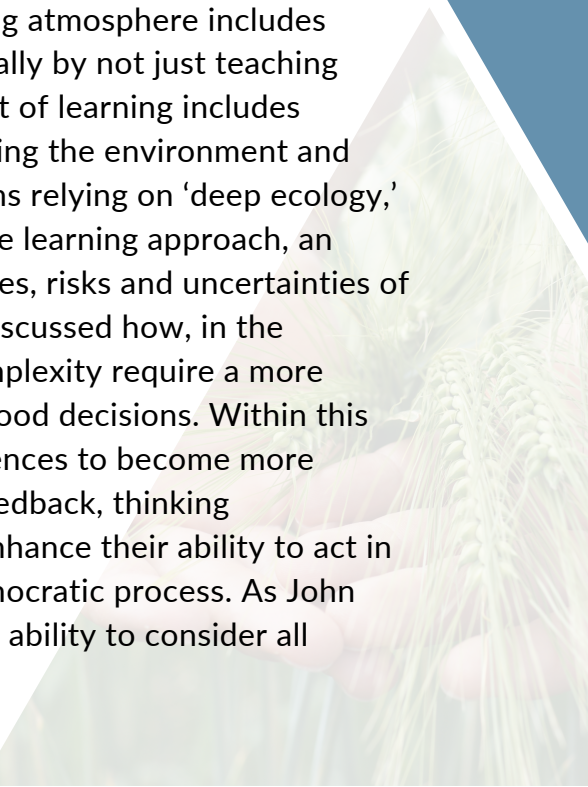 g atmosphere includes
ally by not just teaching
t of learning includes
ing the environment and
ns relying on ‘deep ecology,’
e learning approach, an
es, risks and uncertainties of
scussed how, in the
plexity require a more
ood decisions. Within this
ences to become more
edback, thinking
nhance their ability to act in
ocratic process. As John
ability to consider all